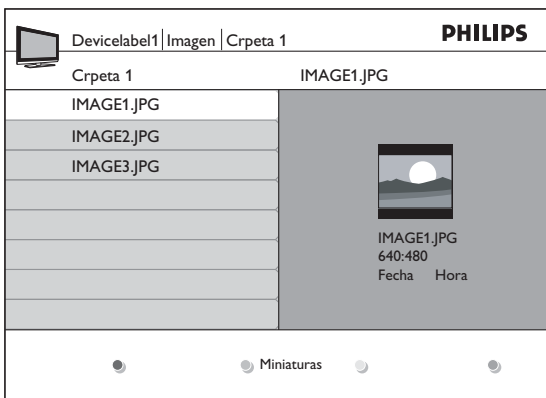 Devicelabel1 Imagen Crpeta 1 PHILIPS
Crpeta 1 IMAGE1.JPG
IMAGE1.JPG
IMAGE2.JPG
IMAGE3.JPG
IMAGE1.JPG
640:480
Fecha Hora
Miniaturas